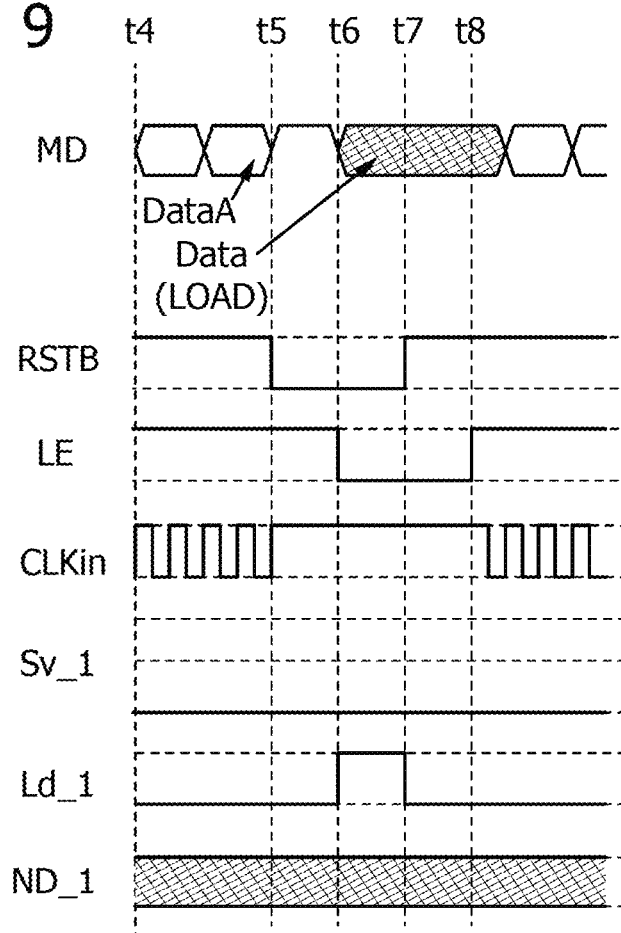 9
t4 t5 t6 t7 t8
MD
DataA
Data
(LOAD)
RSTB
LE
CLKin
Sv_1
Ld_1
ND_1